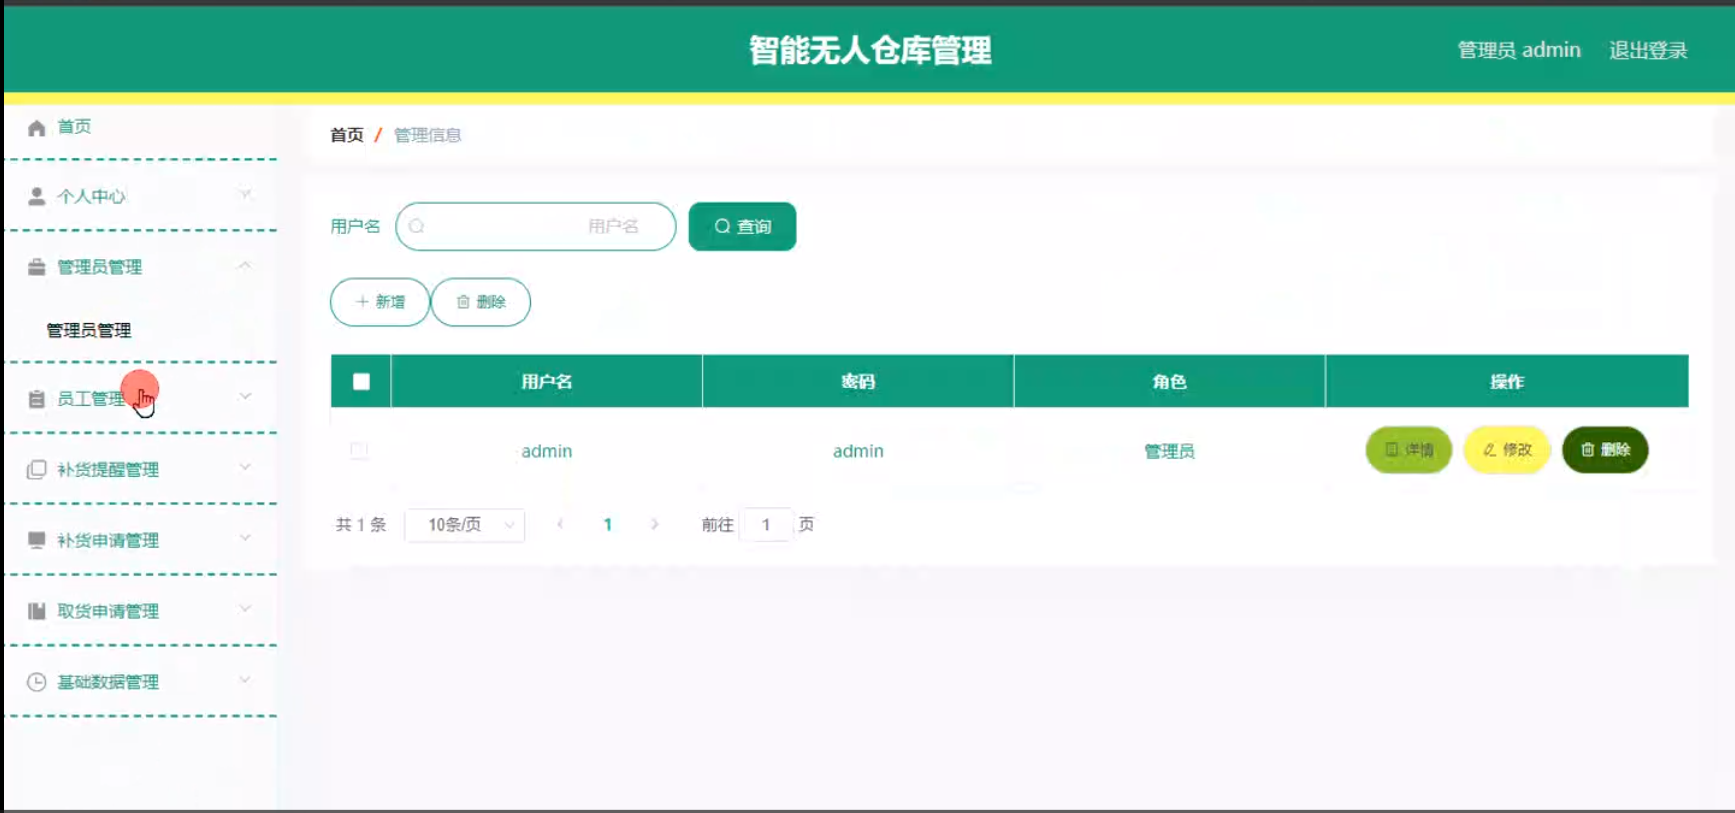 智能无人仓库管理
管理员 admin 退出登录
首页
首页 / 管理信息
个人中心
用户名 用户名 查询
管理员管理
新增 删除
管理员管理
用户名 密码 角色 操作
员工管理
admin admin 管理员 详情 修改 删除
补货提醒管理
共 1 条 10条/页 1 前往 1 页
补货申请管理
取货申请管理
基础数据管理